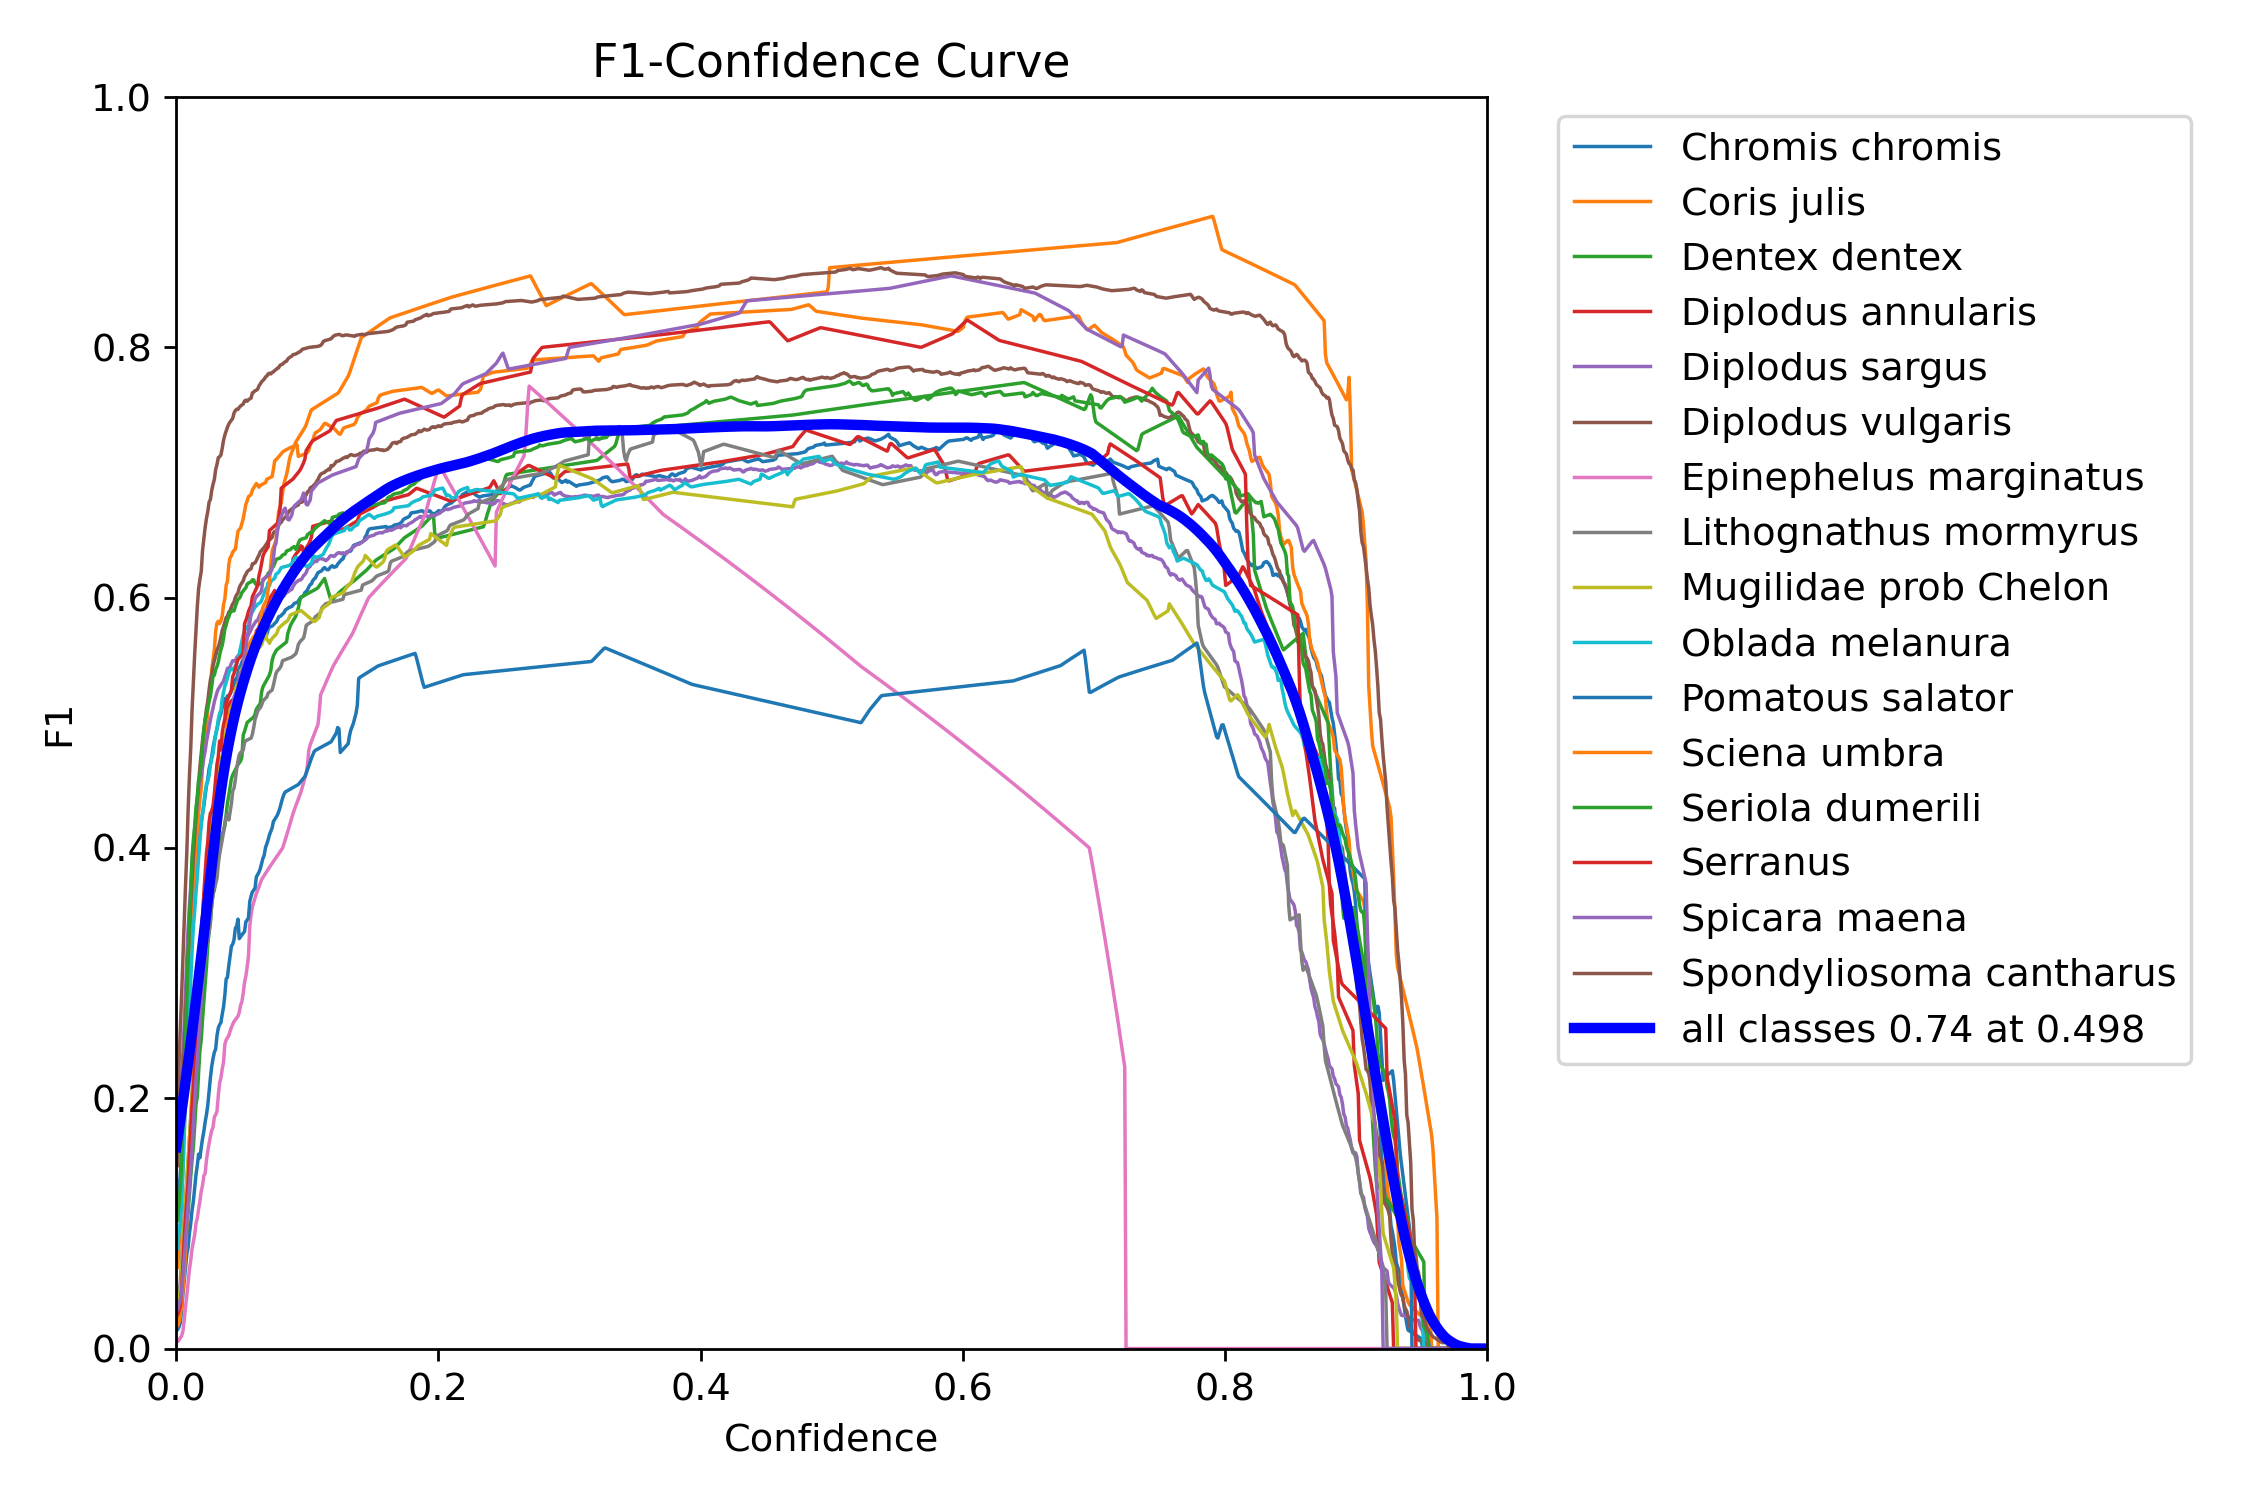 F1-Confidence Curve
1.0
0.8
0.6
0.4
0.2
0.0
F1
0.0 0.2 0.4 0.6 0.8 1.0
Confidence
Chromis chromis
Coris julis
Dentex dentex
Diplodus annularis
Diplodus sargus
Diplodus vulgaris
Epinephelus marginatus
Lithognathus mormyrus
Mugilidae prob Chelon
Oblada melanura
Pomatous salator
Sciena umbra
Seriola dumerili
Serranus
Spicara maena
Spondyliosoma cantharus
all classes 0.74 at 0.498